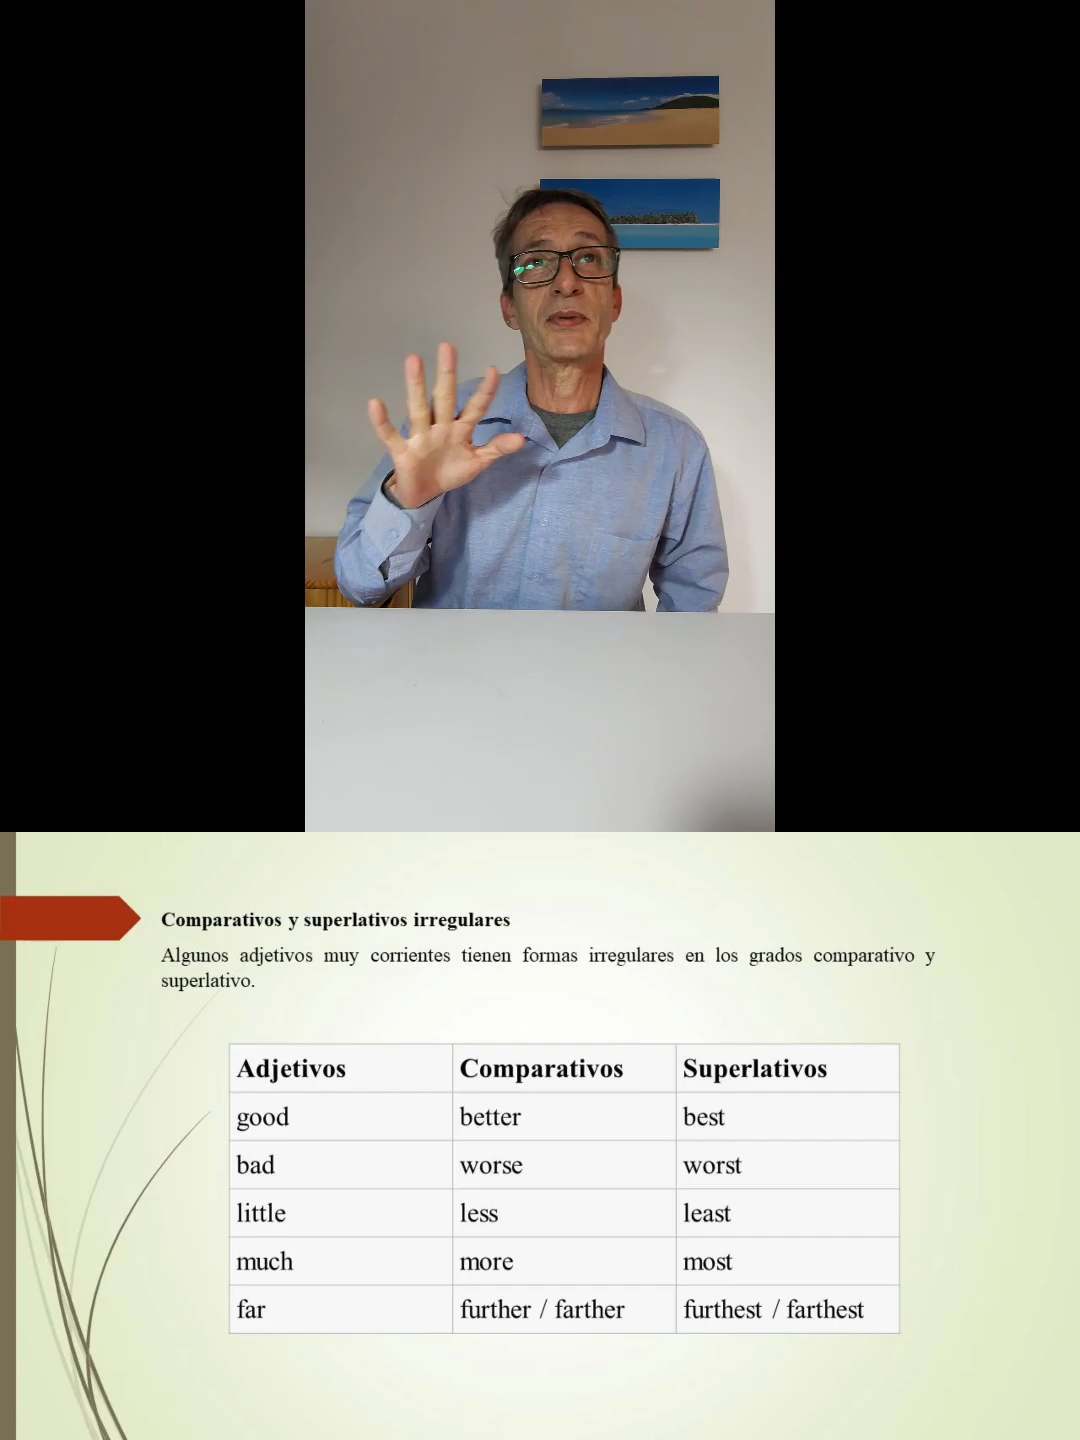 Comparativos y superlativos irregulares
Algunos adjetivos muy corrientes tienen formas irregulares en los grados comparativo y
superlativo.
Adjetivos Comparativos Superlativos
good better best
bad worse worst
little less least
much more most
far further / farther furthest / farthest